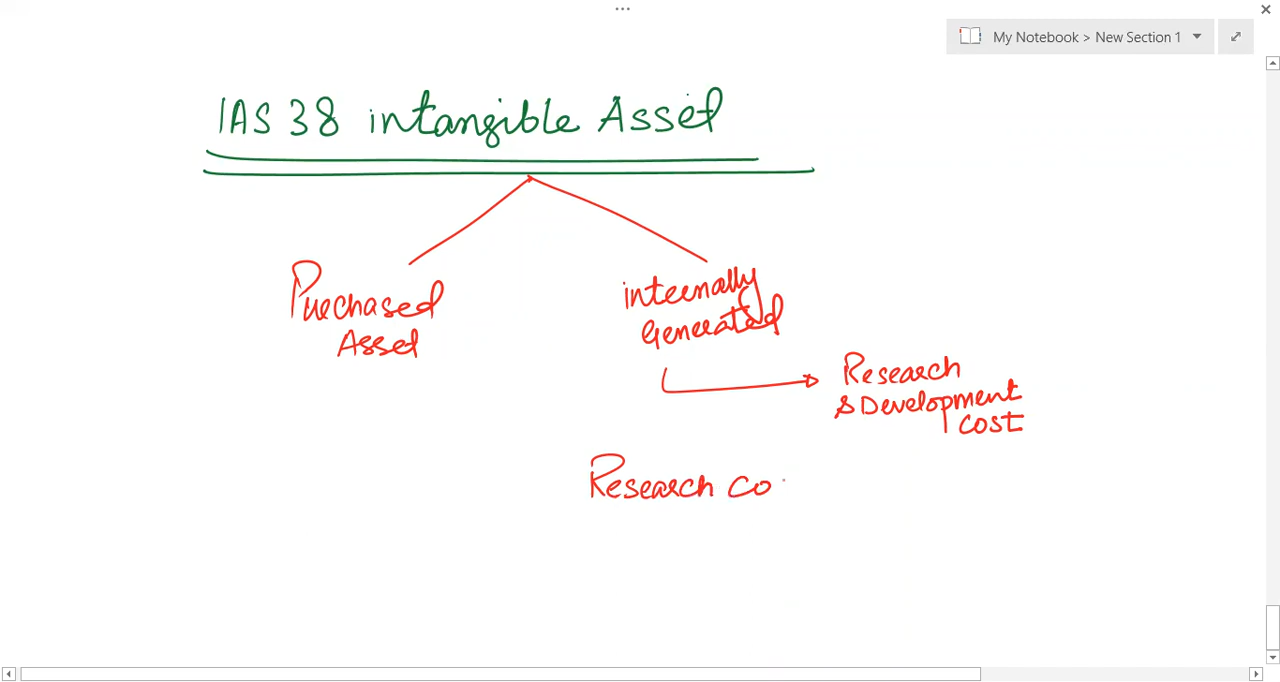 My Notebook > New Section 1
IAS 38 intangible Asset
Purchased
Asset
internally
Generated
Research
& Development
cost
Research co